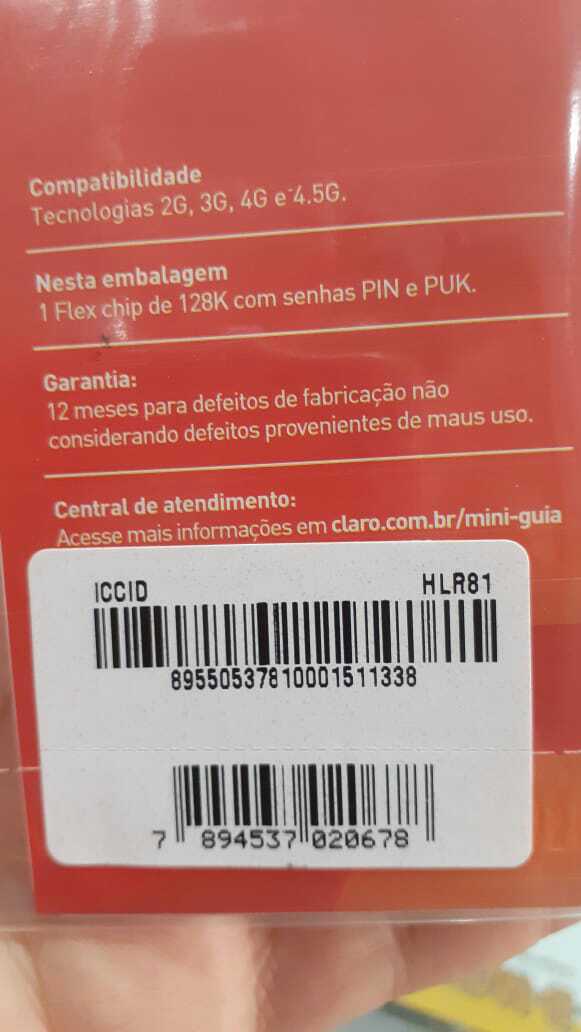 Compatibilidade
Tecnologias 2G, 3G, 4G e 4.5G.
Nesta embalagem
1 Flex chip de 128K com senhas PIN e PUK.
Garantia:
12 meses para defeitos de fabricação não
considerando defeitos provenientes de maus uso.
Central de atendimento:
Acesse mais informações em claro.com.br/mini-guia
ICCID HLR81
89550537810001511338
7 894537 020678